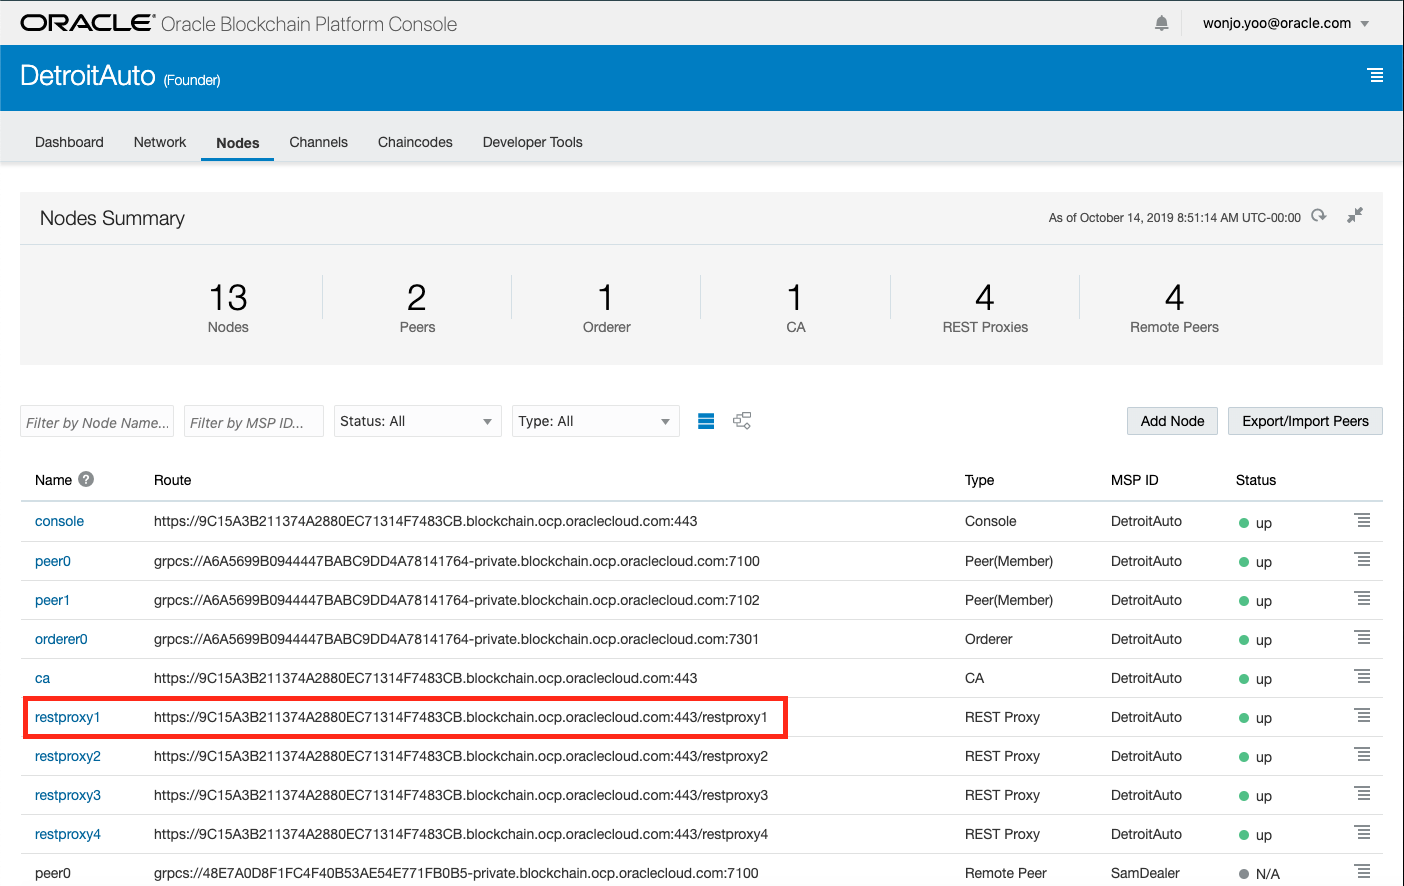 ORACLE® Oracle Blockchain Platform Console wonjo.yoo@oracle.com
DetroitAuto (Founder)
Dashboard Network Nodes Channels Chaincodes Developer Tools
Nodes Summary As of October 14, 2019 8:51:14 AM UTC-00:00
13 2 1 1 4 4
Nodes Peers Orderer CA REST Proxies Remote Peers
Filter by Node Name... Filter by MSP ID... Status: All Type: All Add Node Export/Import Peers
Name ? Route Type MSP ID Status
console https://9C15A3B211374A2880EC71314F7483CB.blockchain.ocp.oraclecloud.com:443 Console DetroitAuto up
peer0 grpcs://A6A5699B0944447BABC9DD4A78141764-private.blockchain.ocp.oraclecloud.com:7100 Peer(Member) DetroitAuto up
peer1 grpcs://A6A5699B0944447BABC9DD4A78141764-private.blockchain.ocp.oraclecloud.com:7102 Peer(Member) DetroitAuto up
orderer0 grpcs://A6A5699B0944447BABC9DD4A78141764-private.blockchain.ocp.oraclecloud.com:7301 Orderer DetroitAuto up
ca https://9C15A3B211374A2880EC71314F7483CB.blockchain.ocp.oraclecloud.com:443 CA DetroitAuto up
restproxy1 https://9C15A3B211374A2880EC71314F7483CB.blockchain.ocp.oraclecloud.com:443/restproxy1 REST Proxy DetroitAuto up
restproxy2 https://9C15A3B211374A2880EC71314F7483CB.blockchain.ocp.oraclecloud.com:443/restproxy2 REST Proxy DetroitAuto up
restproxy3 https://9C15A3B211374A2880EC71314F7483CB.blockchain.ocp.oraclecloud.com:443/restproxy3 REST Proxy DetroitAuto up
restproxy4 https://9C15A3B211374A2880EC71314F7483CB.blockchain.ocp.oraclecloud.com:443/restproxy4 REST Proxy DetroitAuto up
peer0 grpcs://48E7A0D8F1FC4F40B53AE54E771FB0B5-private.blockchain.ocp.oraclecloud.com:7100 Remote Peer SamDealer N/A